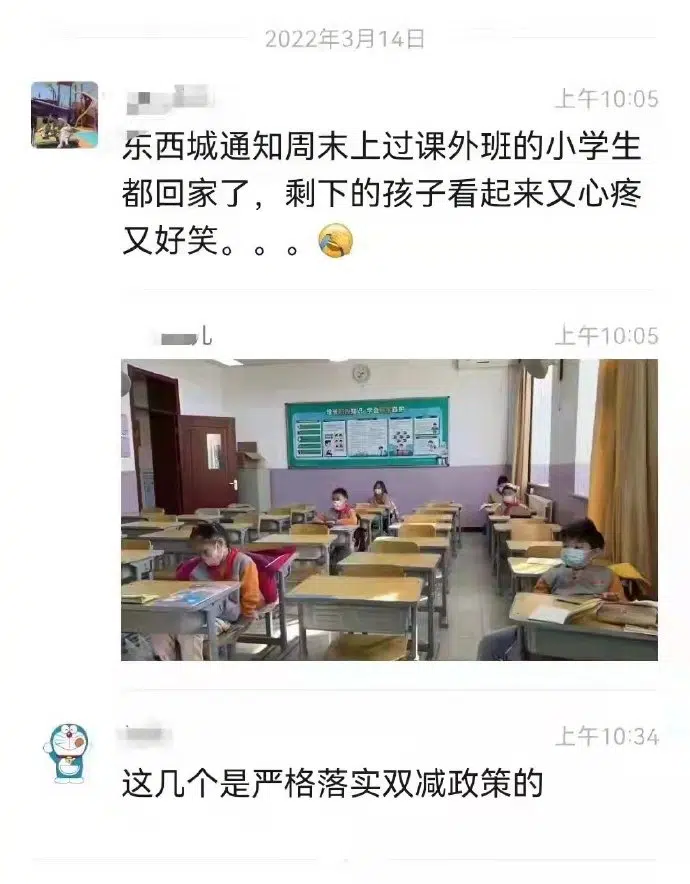 2022年3月14日
上午10:05
东西城通知周末上过课外班的小学生
都回家了，剩下的孩子看起来又心疼
又好笑。。。🤣
儿
上午10:05
上午10:34
这几个是严格落实双减政策的